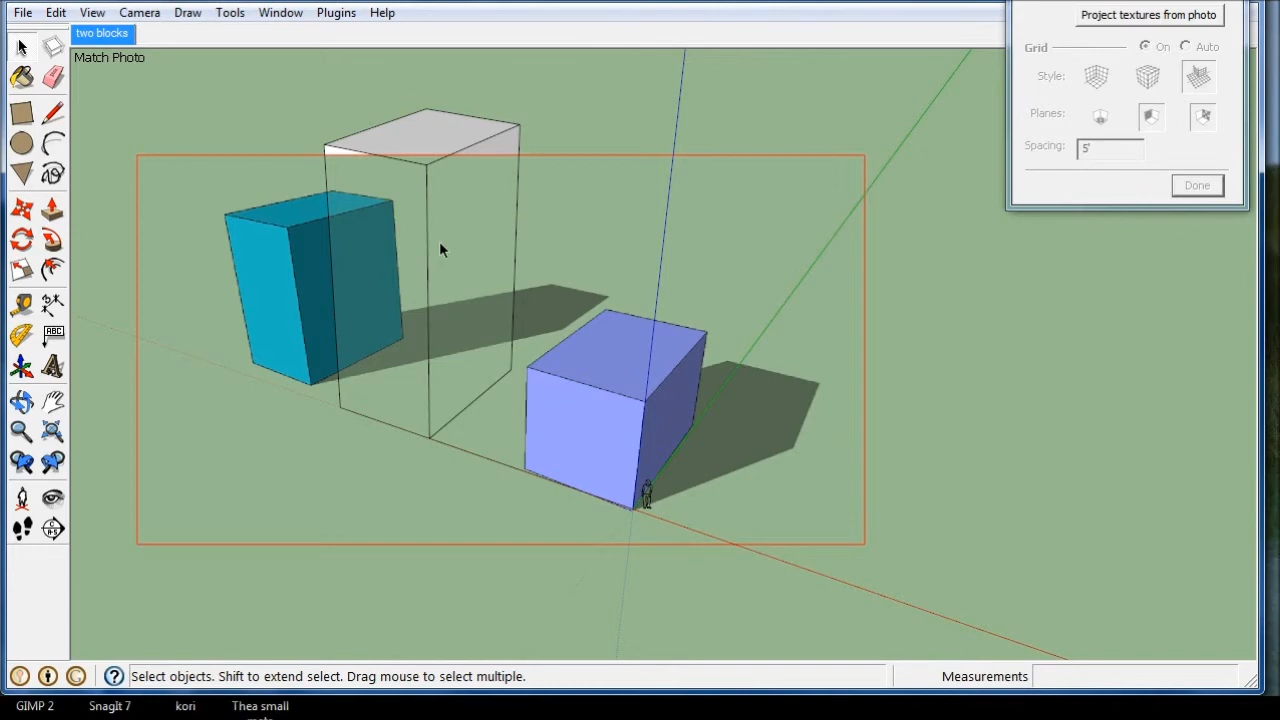 File Edit View Camera Draw Tools Window Plugins Help
Project textures from photo
two blocks
Match Photo
Grid On Auto
Style:
Planes:
Spacing: 5'
Done
ABC
A
Select objects. Shift to extend select. Drag mouse to select multiple.
Measurements
GIMP 2 SnagIt 7 kori Thea small